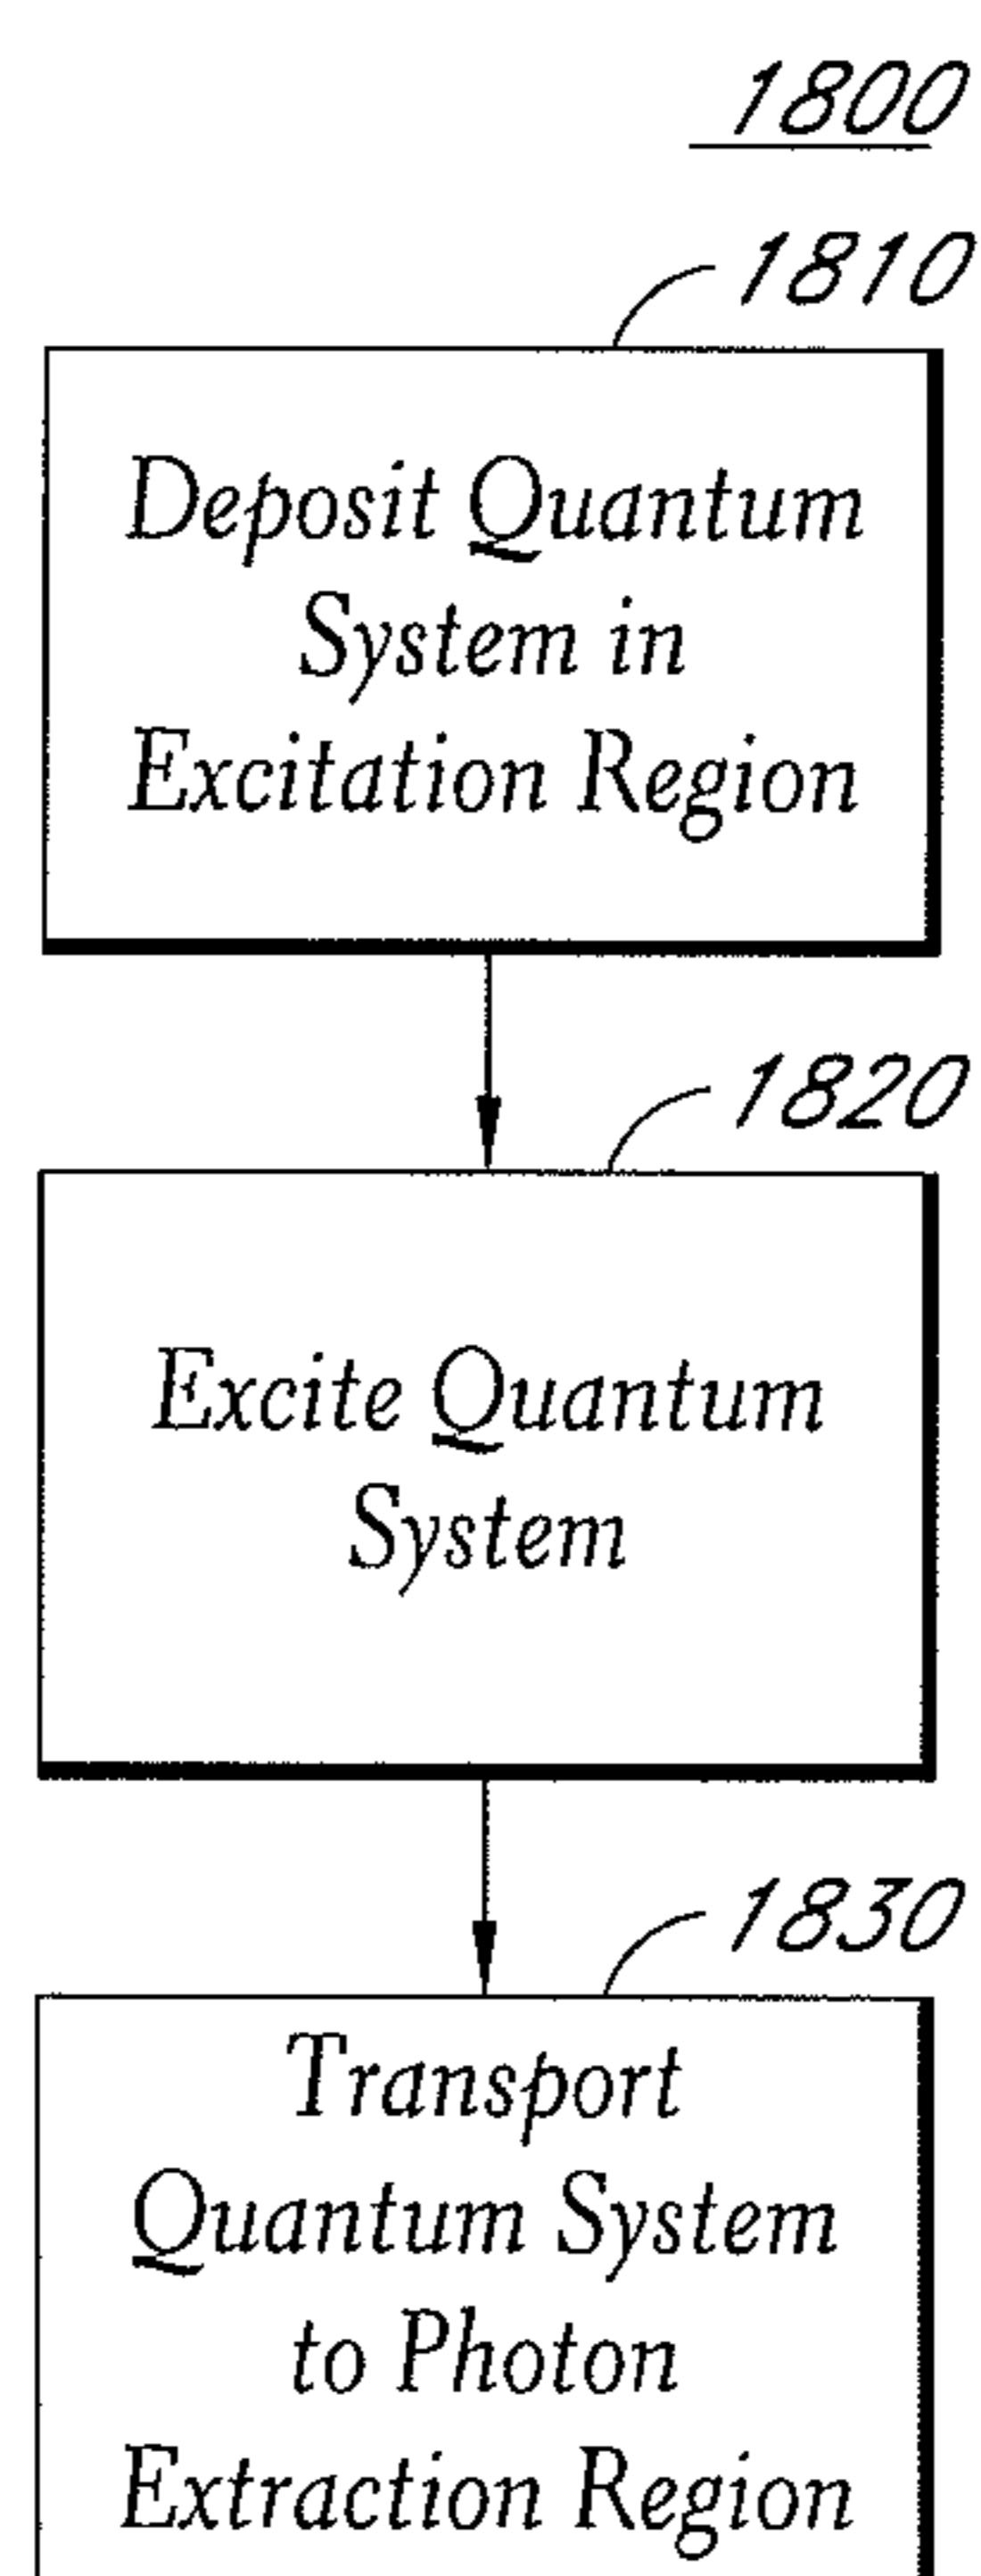 1800
1810
Deposit Quantum
System in
Excitation Region
1820
Excite Quantum
System
1830
Transport
Quantum System
to Photon
Extraction Region